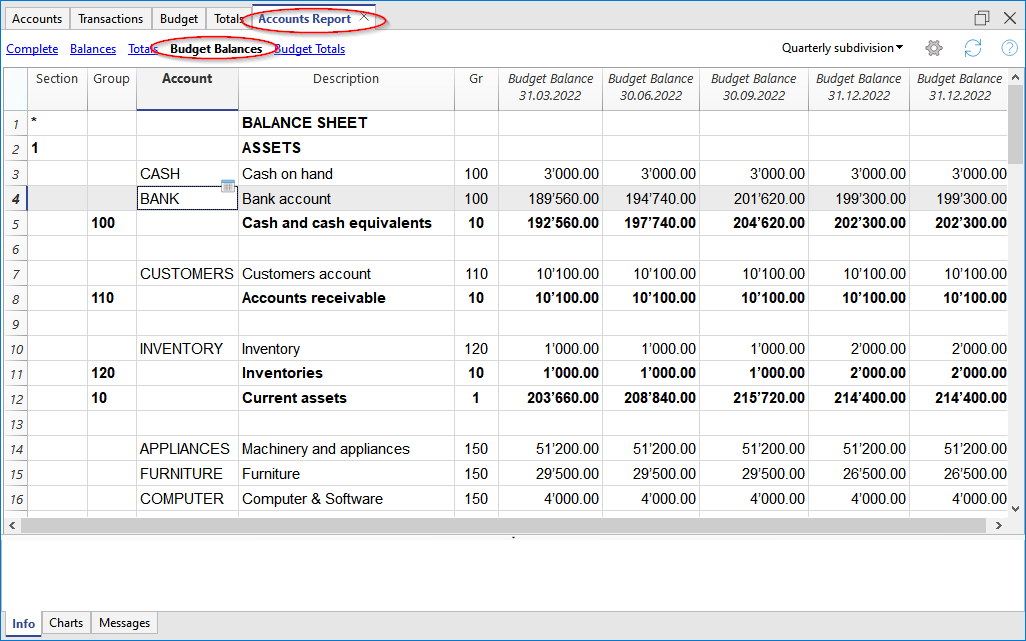 Accounts Transactions Budget Totals Accounts Report
Complete Balances Totals Budget Balances Budget Totals Quarterly subdivision
Section Group Account Description Gr Budget Balance 31.03.2022 Budget Balance 30.06.2022 Budget Balance 30.09.2022 Budget Balance 31.12.2022 Budget Balance 31.12.2022
1 * BALANCE SHEET
2 1 ASSETS
3 CASH Cash on hand 100 3’000.00 3’000.00 3’000.00 3’000.00 3’000.00
4 BANK Bank account 100 189’560.00 194’740.00 201’620.00 199’300.00 199’300.00
5 100 Cash and cash equivalents 10 192’560.00 197’740.00 204’620.00 202’300.00 202’300.00
6
7 CUSTOMERS Customers account 110 10’100.00 10’100.00 10’100.00 10’100.00 10’100.00
8 110 Accounts receivable 10 10’100.00 10’100.00 10’100.00 10’100.00 10’100.00
9
10 INVENTORY Inventory 120 1’000.00 1’000.00 1’000.00 2’000.00 2’000.00
11 120 Inventories 10 1’000.00 1’000.00 1’000.00 2’000.00 2’000.00
12 10 Current assets 1 203’660.00 208’840.00 215’720.00 214’400.00 214’400.00
13
14 APPLIANCES Machinery and appliances 150 51’200.00 51’200.00 51’200.00 51’200.00 51’200.00
15 FURNITURE Furniture 150 29’500.00 29’500.00 29’500.00 26’500.00 26’500.00
16 COMPUTER Computer & Software 150 4’000.00 4’000.00 4’000.00 4’000.00 4’000.00
Info Charts Messages